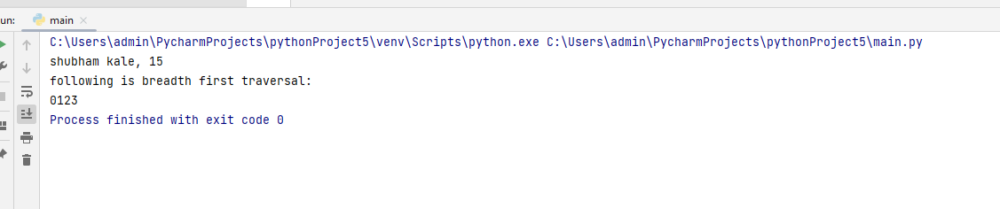 un:
main
C:\Users\admin\PycharmProjects\pythonProject5\venv\Scripts\python.exe C:\Users\admin\PycharmProjects\pythonProject5\main.py
shubham kale, 15
following is breadth first traversal:
0123
Process finished with exit code 0